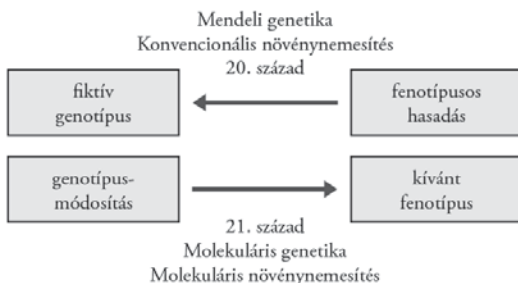 Mendeli genetika
Konvencionális növénynemesítés
20. század
fiktív
genotípus
fenotípusos
hasadás
genotípus-
módosítás
kívánt
fenotípus
21. század
Molekuláris genetika
Molekuláris növénynemesítés